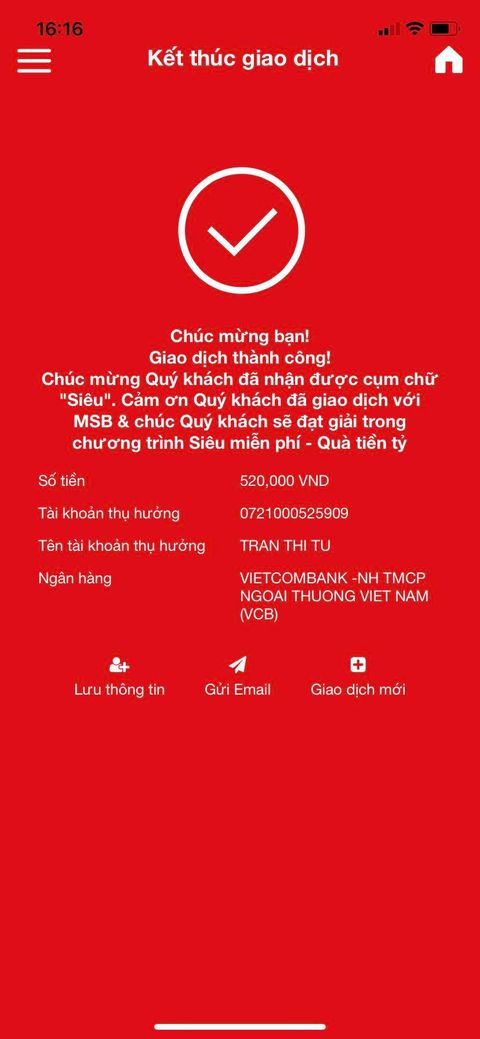 16:16
Kết thúc giao dịch
Chúc mừng bạn!
Giao dịch thành công!
Chúc mừng Quý khách đã nhận được cụm chữ
"Siêu". Cảm ơn Quý khách đã giao dịch với
MSB & chúc Quý khách sẽ đạt giải trong
chương trình Siêu miễn phí - Quà tiền tỷ
Số tiền 520,000 VND
Tài khoản thụ hưởng 0721000525909
Tên tài khoản thụ hưởng TRAN THI TU
Ngân hàng VIETCOMBANK -NH TMCP
NGOAI THUONG VIET NAM
(VCB)
Lưu thông tin Gửi Email Giao dịch mới